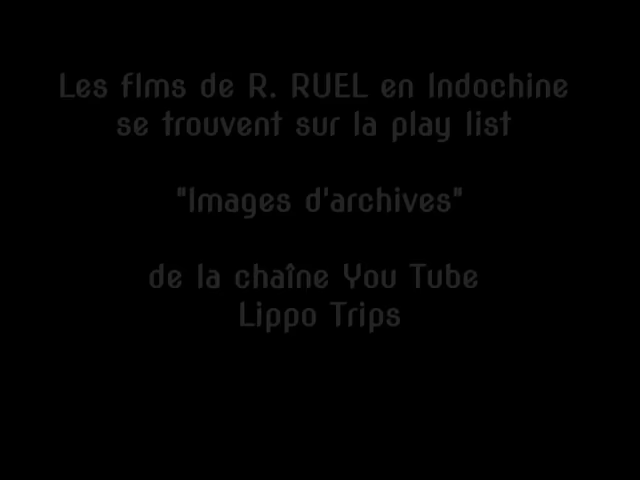 Les flms de R. RUEL en Indochine
se trouvent sur la play list
"Images d'archives"
de la chaîne You Tube
Lippo Trips